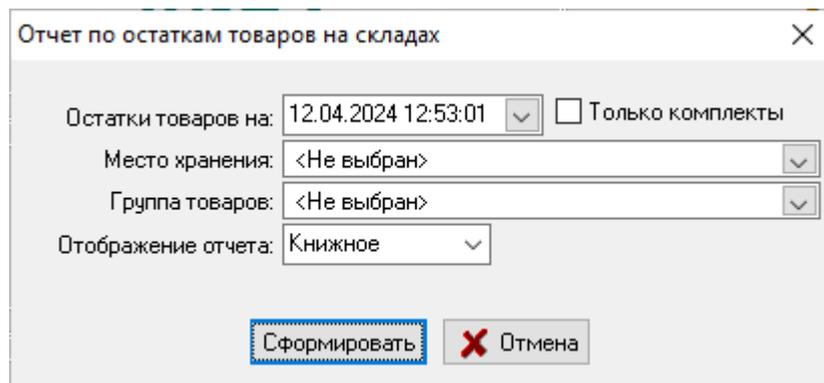 Отчет по остаткам товаров на складах
Остатки товаров на: 12.04.2024 12:53:01 Только комплекты
Место хранения: <Не выбран>
Группа товаров: <Не выбран>
Отображение отчета: Книжное
Сформировать Отмена